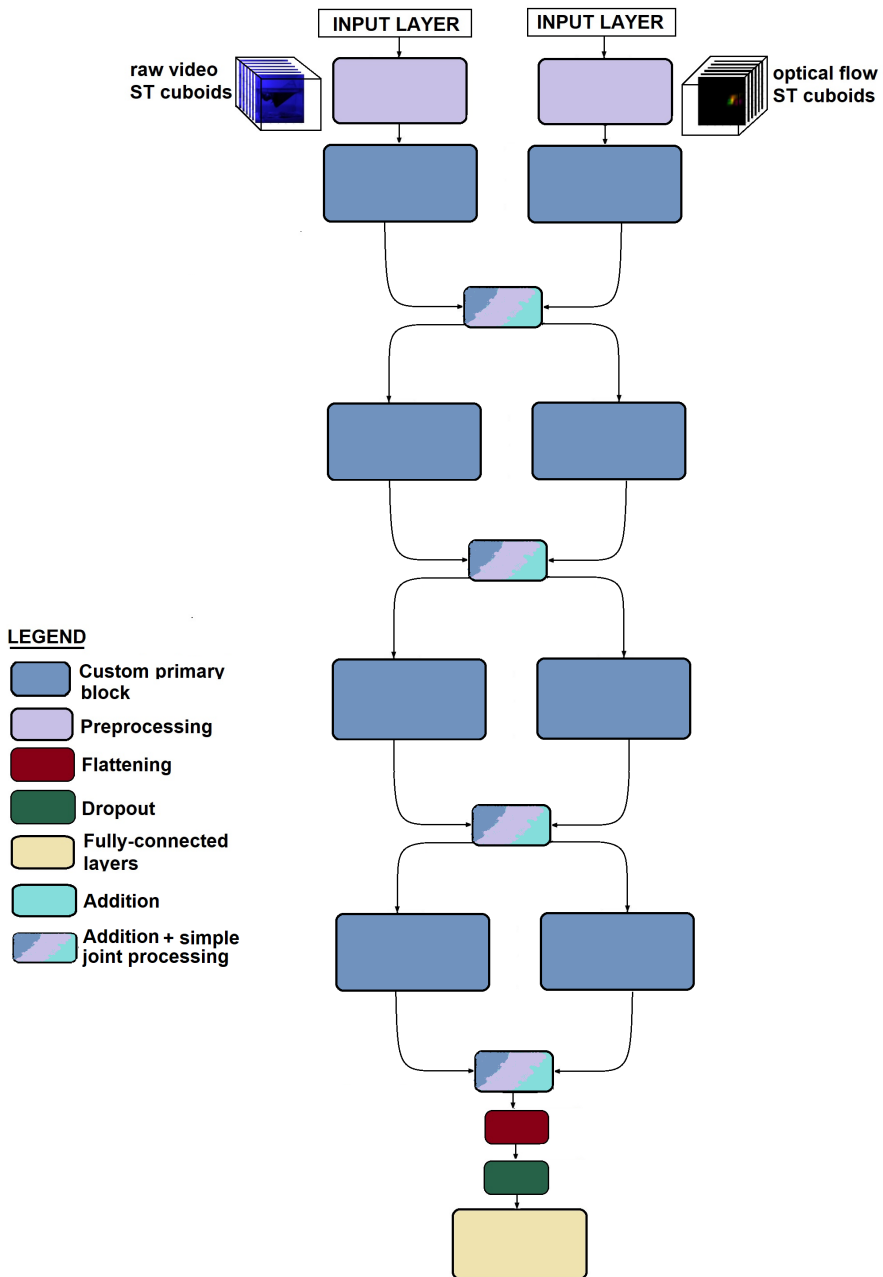 INPUT LAYER
INPUT LAYER
raw video
ST cuboids
optical flow
ST cuboids
LEGEND
Custom primary
block
Preprocessing
Flattening
Dropout
Fully-connected
layers
Addition
Addition + simple
joint processing